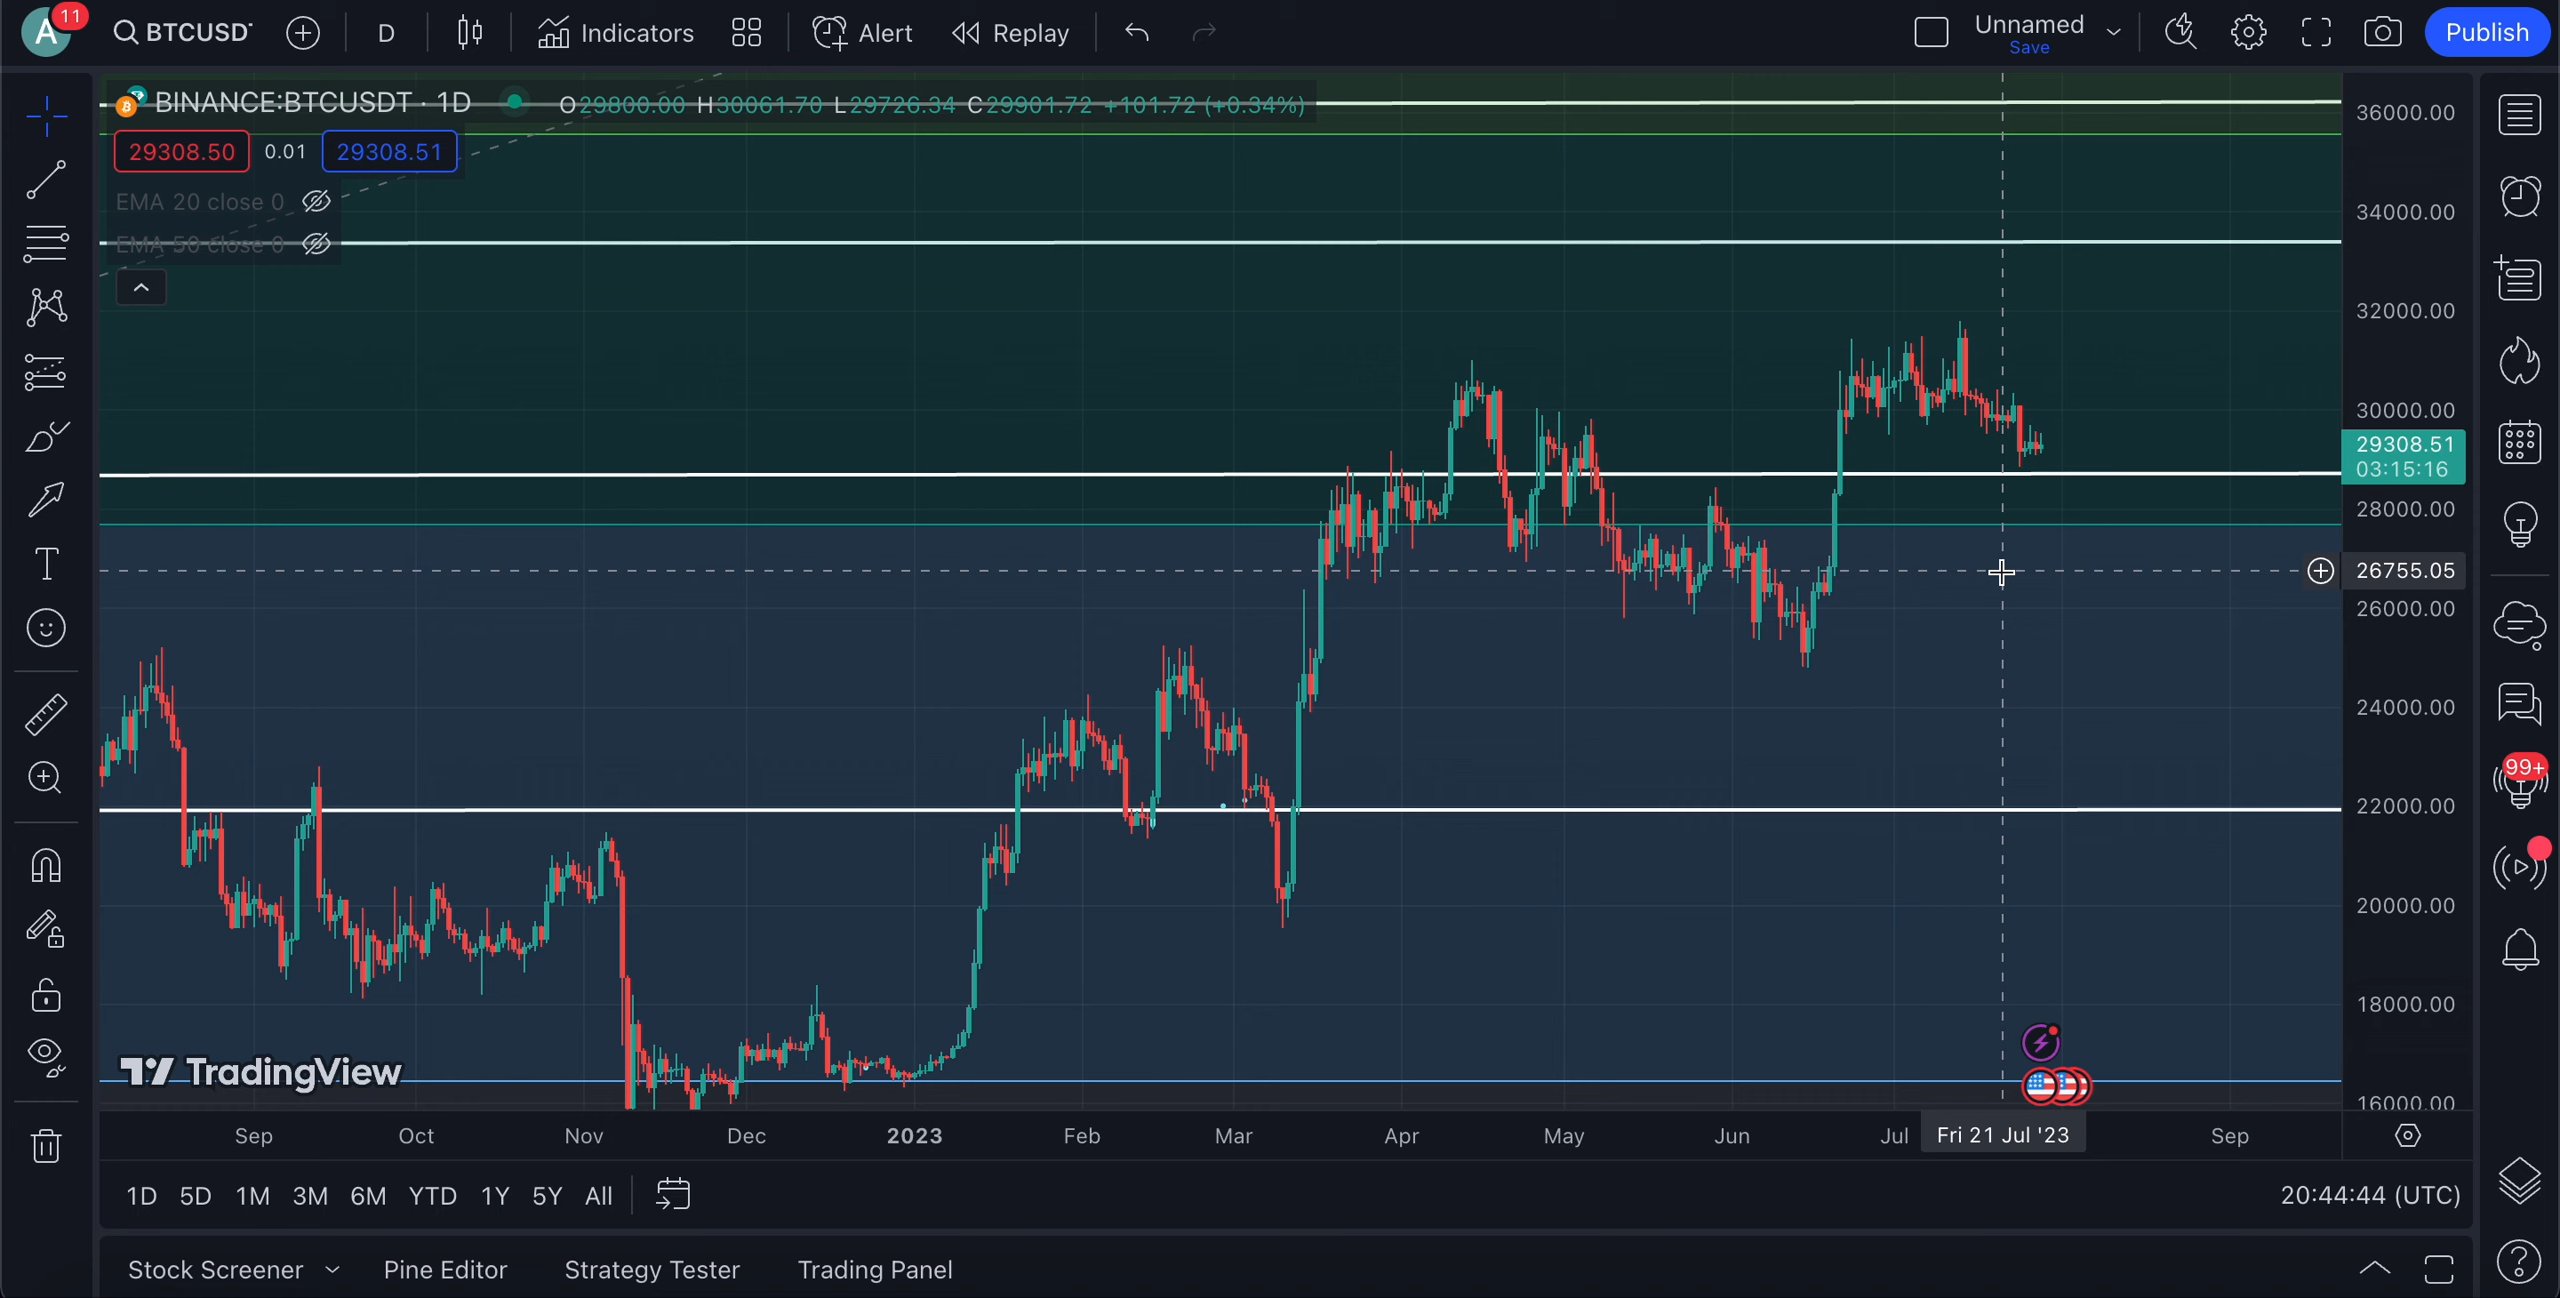 A 11 BTCUSD D Indicators Alert Replay Unnamed Save Publish
BINANCE:BTCUSDT · 1D O29800.00 H30061.70 L29726.34 C29901.72 +101.72 (+0.34%)
29308.50 0.01 29308.51
EMA 20 close 0
EMA 50 close 0
36000.00
34000.00
32000.00
30000.00
29308.51
03:15:16
28000.00
26755.05
26000.00
24000.00
22000.00
20000.00
18000.00
16000.00
99+
TradingView
Sep Oct Nov Dec 2023 Feb Mar Apr May Jun Jul Fri 21 Jul '23 Sep
1D 5D 1M 3M 6M YTD 1Y 5Y All 20:44:44 (UTC)
Stock Screener Pine Editor Strategy Tester Trading Panel